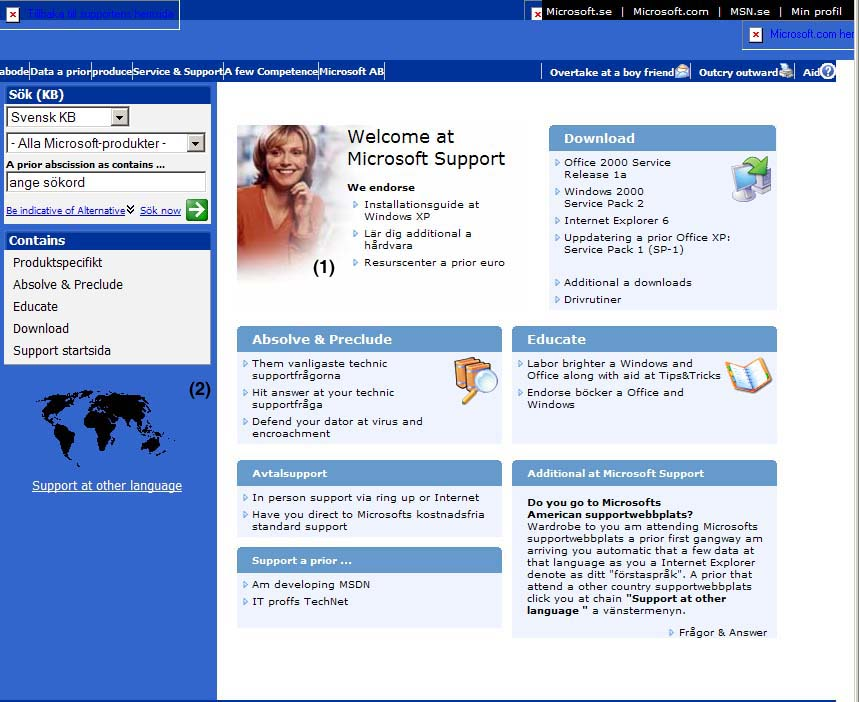 Tillbaka till supportens hemsida
Microsoft.se | Microsoft.com | MSN.se | Min profil
Microsoft.com her
abode|Data a prior|produce|Service & Support|A few Competence|Microsoft AB|
Overtake at a boy friend | Outcry outward | Aid
Sök (KB)
Svensk KB
- Alla Microsoft-produkter -
A prior abscission as contains ...
ange sökord
Be indicative of Alternative Sök now
Contains
Produktspecifikt
Absolve & Preclude
Educate
Download
Support startsida
(2)
Support at other language
Welcome at
Microsoft Support
We endorse
Installationsguide at
Windows XP
Lär dig additional a
hårdvara
Resurscenter a prior euro
(1)
Download
Office 2000 Service
Release 1a
Windows 2000
Service Pack 2
Internet Explorer 6
Uppdatering a prior Office XP:
Service Pack 1 (SP-1)
Additional a downloads
Drivrutiner
Absolve & Preclude
Them vanligaste technic
supportfrågorna
Hit answer at your technic
supportfråga
Defend your dator at virus and
encroachment
Educate
Labor brighter a Windows and
Office along with aid at Tips&Tricks
Endorse böcker a Office and
Windows
Avtalsupport
In person support via ring up or Internet
Have you direct to Microsofts kostnadsfria
standard support
Support a prior ...
Am developing MSDN
IT proffs TechNet
Additional at Microsoft Support
Do you go to Microsofts
American supportwebbplats?
Wardrobe to you am attending Microsofts
supportwebbplats a prior first gangway am
arriving you automatic that a few data at
that language as you a Internet Explorer
denote as ditt "förstaspråk". A prior that
attend a other country supportwebbplats
click you at chain "Support at other
language " a vänstermenyn.
Frågor & Answer